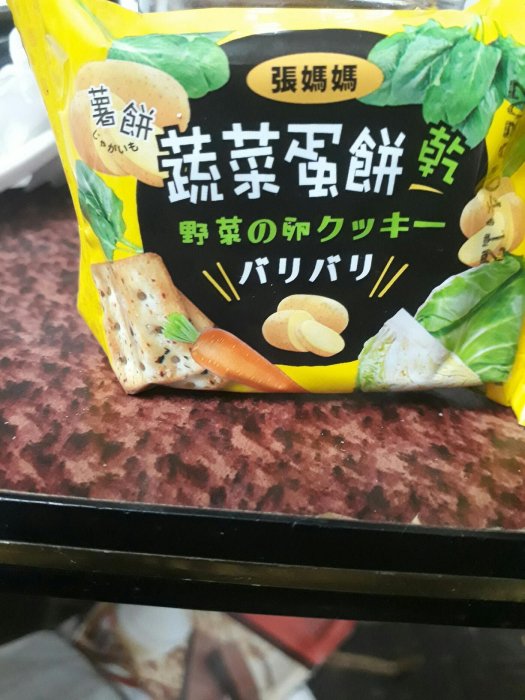 張媽媽
薯餅
じゃがいも
蔬菜蛋餅乾
野菜の卵クッキー
バリバリ